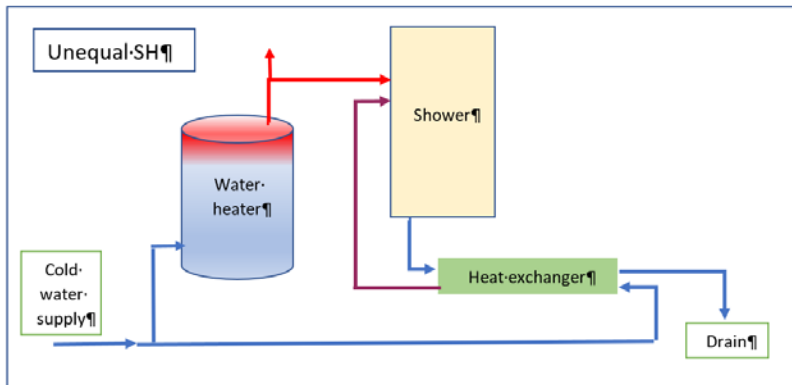 Unequal·SH¶
Shower¶
Water·
heater¶
Cold·
water·
supply¶
Heat·exchanger¶
Drain¶